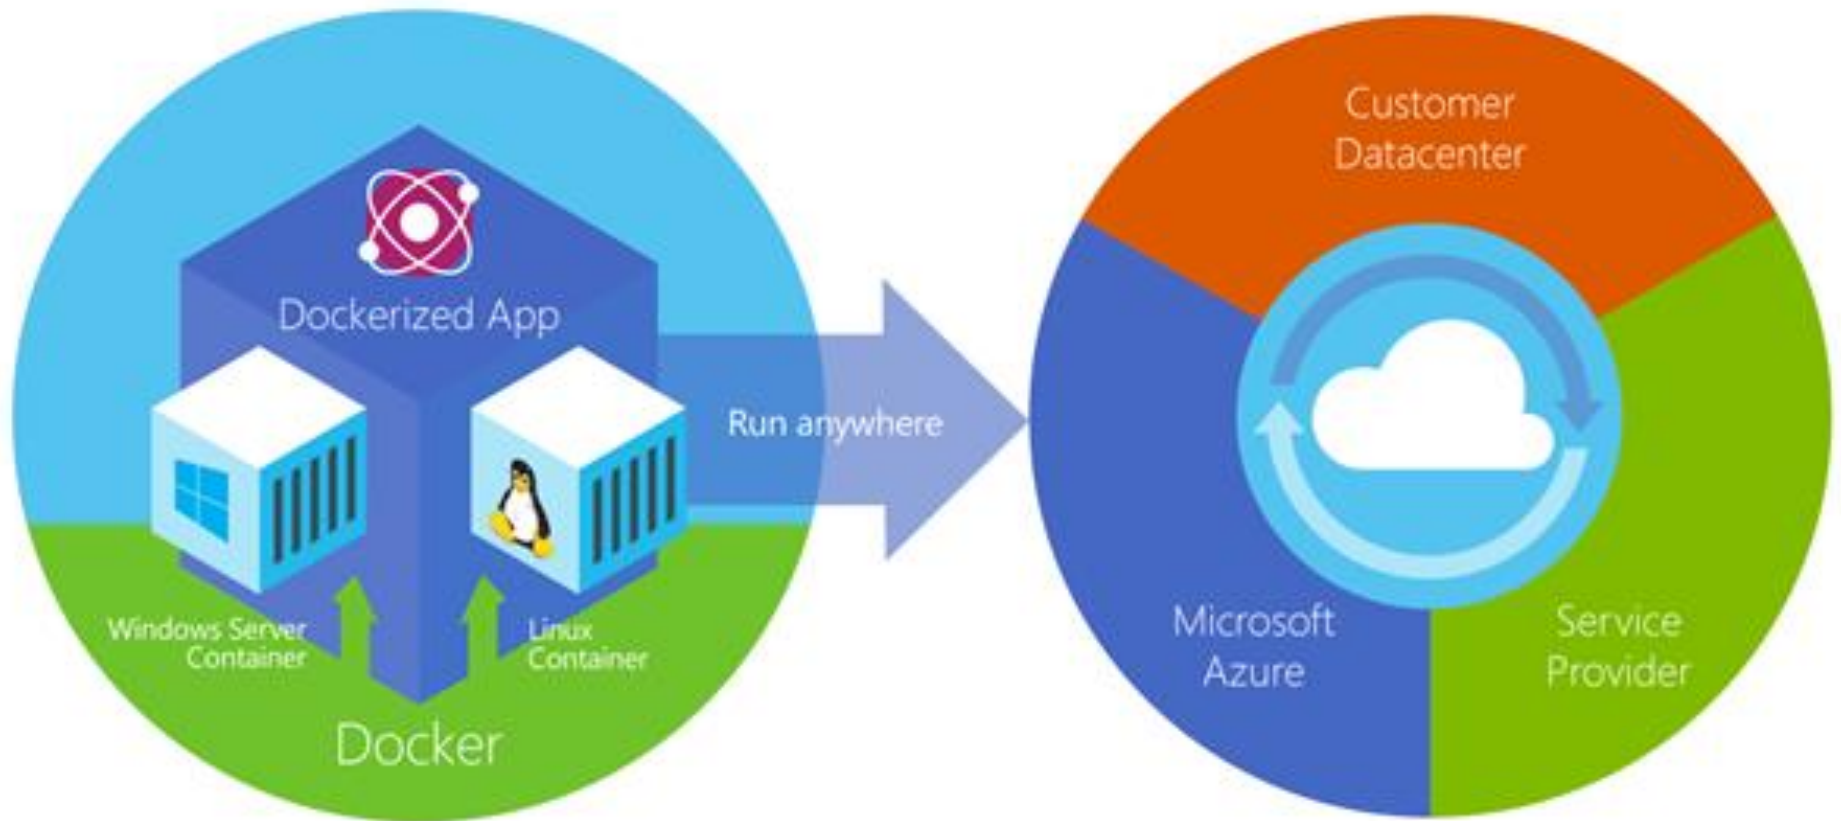 Dockerized App
Windows Server
Container
Linux
Container
Docker
Run anywhere
Customer
Datacenter
Microsoft
Azure
Service
Provider